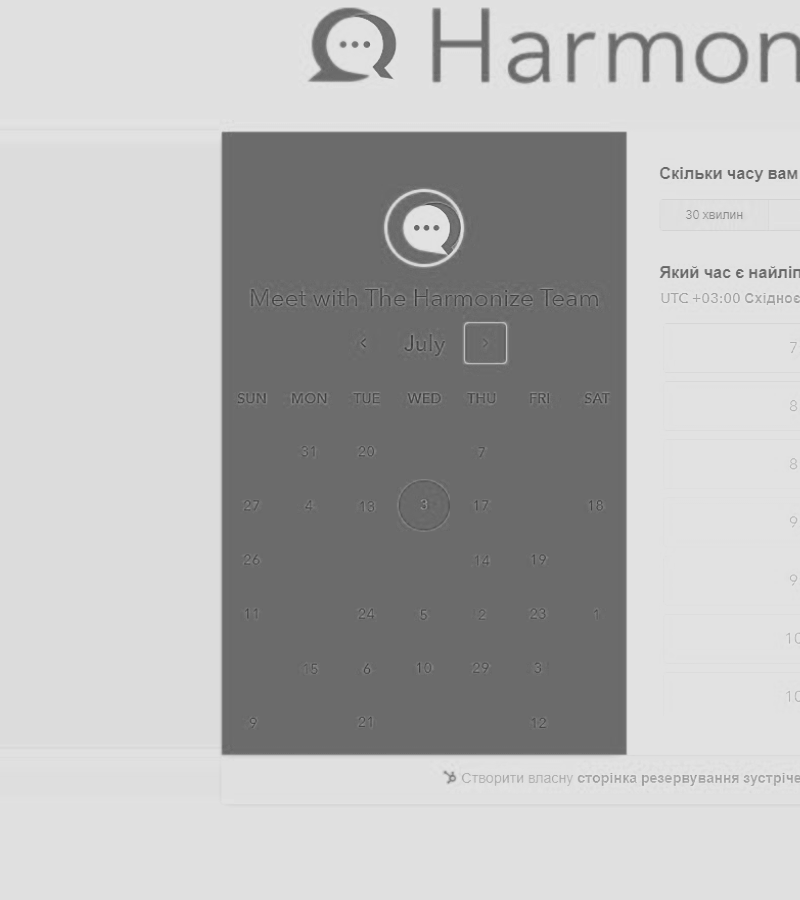 Harmon
Meet with The Harmonize Team
July
SUN MON TUE WED THU FRI SAT
31 20 7
27 4 13 3 17 18
26 14 19
11 24 5 2 23 1
15 6 10 29 3
9 21 12
Скільки часу вам
30 хвилин
Який час є найліп
UTC +03:00 Східноє
7
8
8
9
9
10
10
Створити власну сторінка резервування зустріче